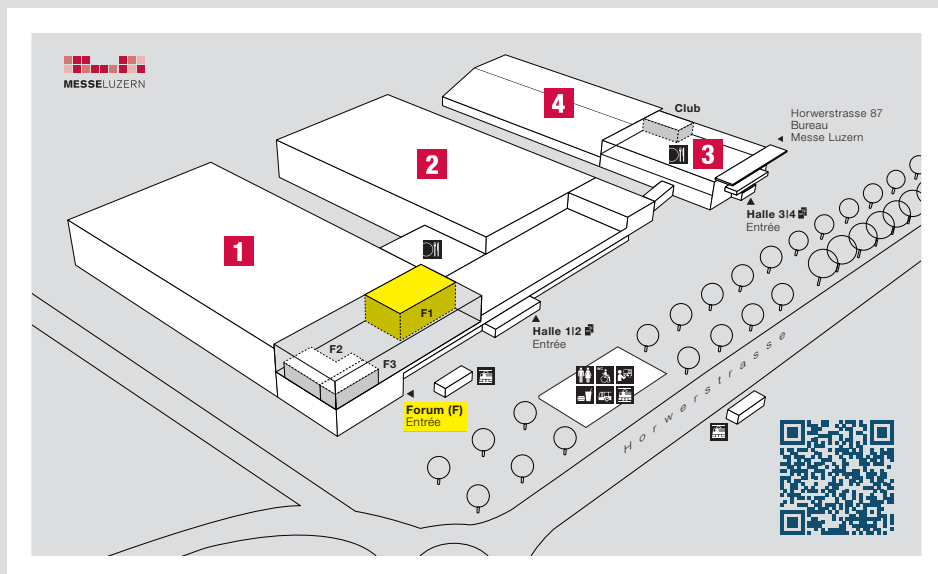 MESSELUZERN
4
Club
Horwerstrasse 87
Bureau
Messe Luzern
3
2
Halle 3|4
Entrée
1
F1
Halle 1|2
Entrée
F2
F3
Forum (F)
Entrée
Horwerstrasse